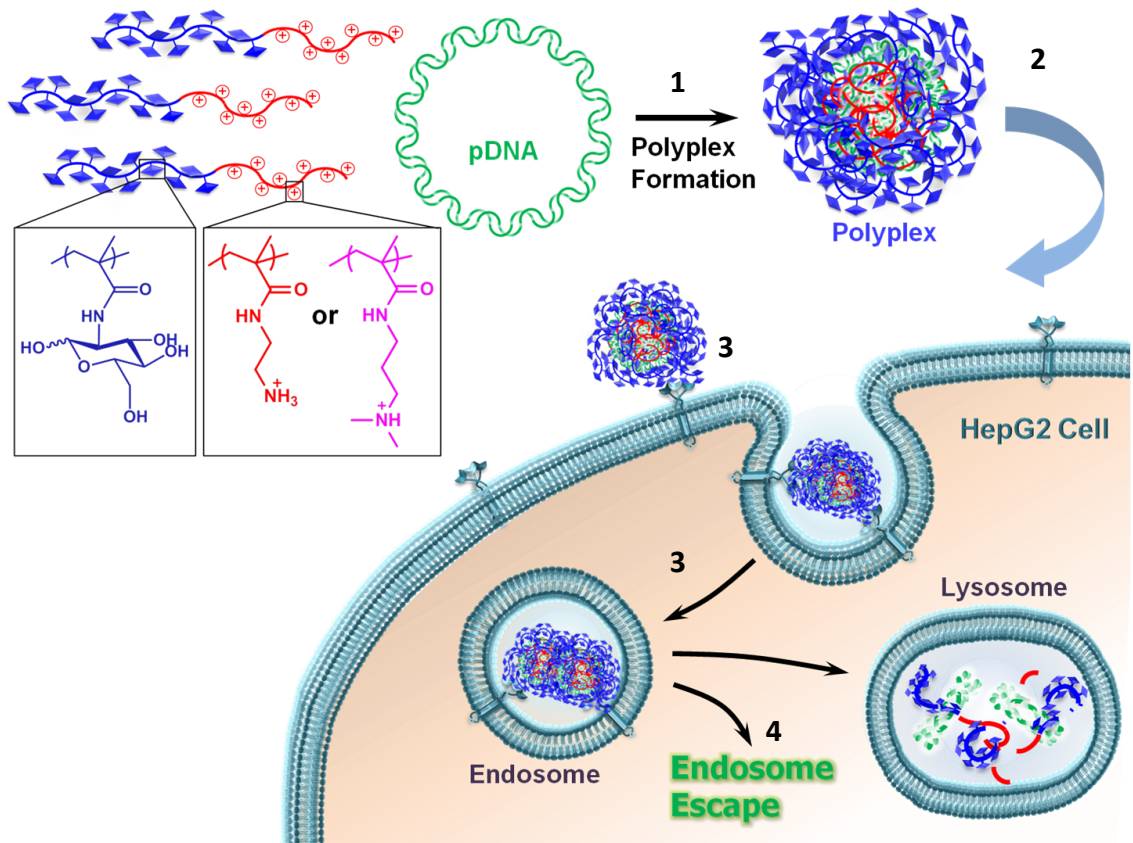 1
2
pDNA
Polyplex
Formation
Polyplex
O
HN
HO
O
HO
OH
OH
O
HN
NH3
+
or
O
HN
NH
+
3
HepG2 Cell
3
Lysosome
4
Endosome
Endosome
Escape